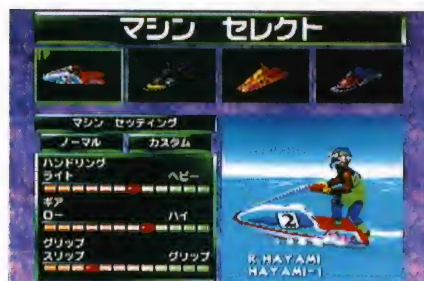 マシン セレクト
1P
マシン セッティング
ノーマル カスタム
ハンドリング
ライト ヘビー
ギア
ロー ハイ
グリップ
スリップ グリップ
2
R.HAYAMI
HAYAMI-1